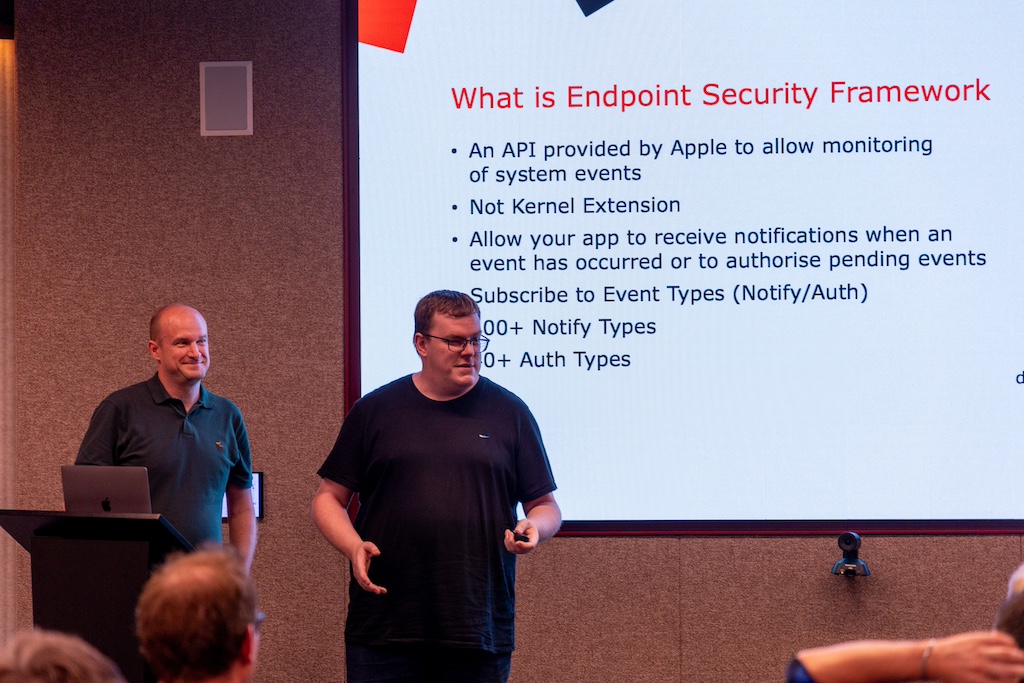 What is Endpoint Security Framework
• An API provided by Apple to allow monitoring
of system events
• Not Kernel Extension
• Allow your app to receive notifications when an
event has occurred or to authorise pending events
Subscribe to Event Types (Notify/Auth)
00+ Notify Types
0+ Auth Types
d